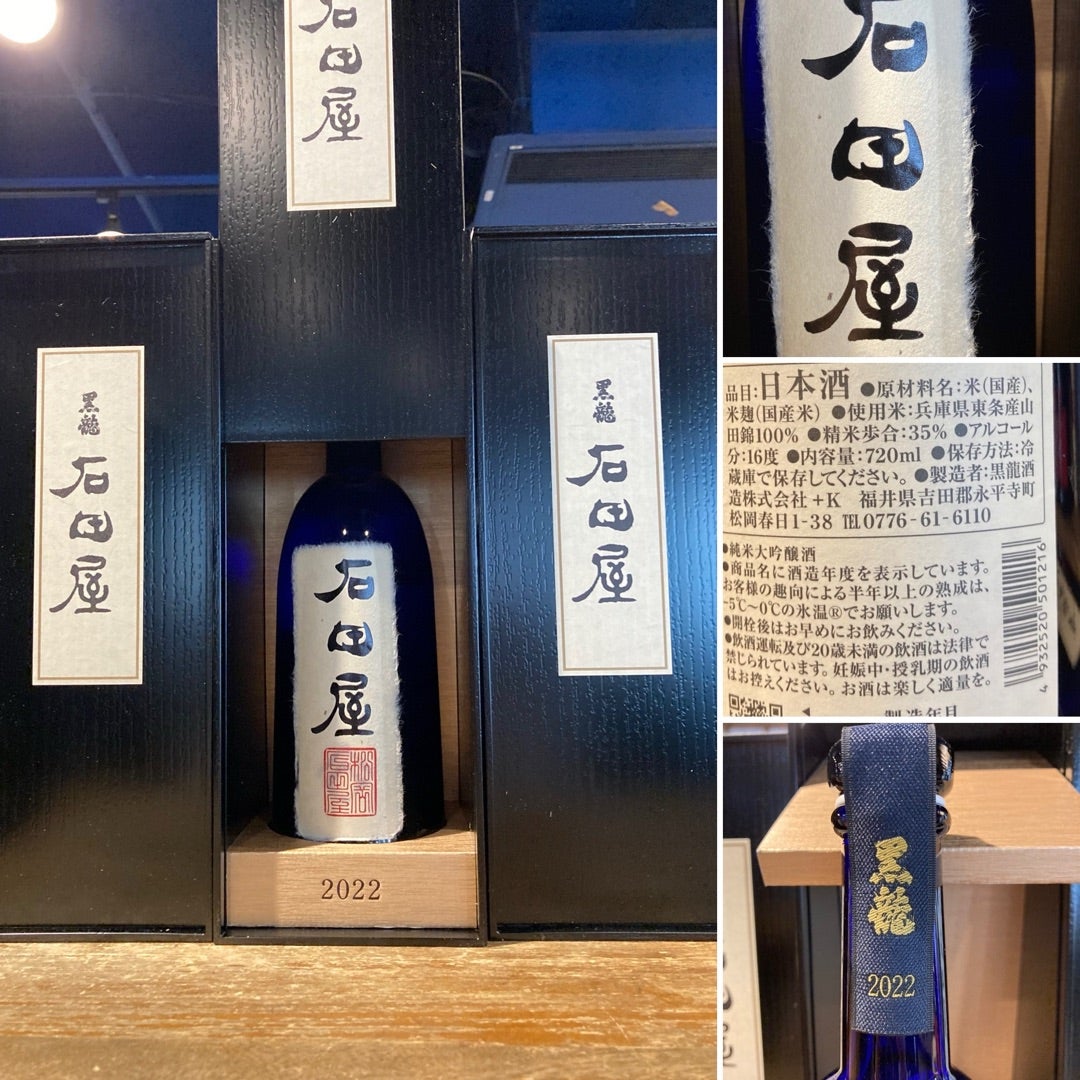 石田屋
黒龍
石田屋
石田屋
松岡
石田屋
2022
黒龍
石田屋
石田屋
品目:日本酒 ●原材料名:米(国産)、
米麹(国産米) ●使用米:兵庫県東条産山
田錦100% ●精米歩合:35% ●アルコール
分:16度 ●内容量:720ml ●保存方法:冷
蔵庫で保存してください。 ●製造者:黒龍酒
造株式会社+K 福井県吉田郡永平寺町
松岡春日1-38 TEL0776-61-6110
●純米大吟醸酒
●商品名に酒造年度を表示しています。
お客様の趣向による半年以上の熟成は、
-5℃〜0℃の氷温®でお願いします。
●開栓後はお早めにお飲みください。
●飲酒運転及び20歳未満の飲酒は法律で
禁じられています。妊娠中・授乳期の飲酒
はお控えください。お酒は楽しく適量を。
製造年月
4 932520 501216
黒龍
2022